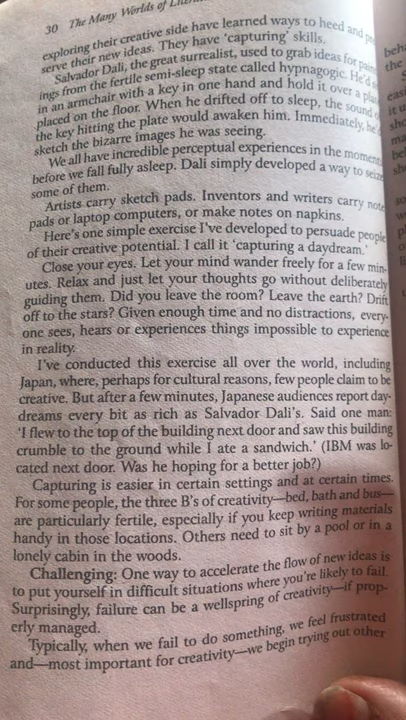 30 The Many Worlds of
exploring their creative side have learned ways to heed and
serve their new ideas. They have 'capturing' skills.
Salvador Dali, the great surrealist, used to grab ideas for
ings from the fertile semi-sleep state called hypnagogic. He'd
in an armchair with a key in one hand and hold it over a
placed on the floor. When he drifted off to sleep, the sound
the key hitting the plate would awaken him. Immediately,
sketch the bizarre images he was seeing.
We all have incredible perceptual experiences in the
before we fall fully asleep. Dali simply developed a way to seize
some of them.
Artists carry sketch pads. Inventors and writers carry note
pads or laptop computers, or make notes on napkins.
Here's one simple exercise I've developed to persuade people
of their creative potential. I call it 'capturing a daydream.'
Close your eyes. Let your mind wander freely for a few min-
utes. Relax and just let your thoughts go without deliberately
guiding them. Did you leave the room? Leave the earth? Drift
off to the stars? Given enough time and no distractions, every-
one sees, hears or experiences things impossible to experience
in reality.
I've conducted this exercise all over the world, including
Japan, where, perhaps for cultural reasons, few people claim to be
creative. But after a few minutes, Japanese audiences report day-
dreams every bit as rich as Salvador Dali's. Said one man:
'I flew to the top of the building next door and saw this building
crumble to the ground while I ate a sandwich.' (IBM was lo-
cated next door. Was he hoping for a better job?)
Capturing is easier in certain settings and at certain times.
For some people, the three B's of creativity—bed, bath and bus—
are particularly fertile, especially if you keep writing materials
handy in those locations. Others need to sit by a pool or in a
lonely cabin in the woods.
Challenging: One way to accelerate the flow of new ideas is
to put yourself in difficult situations where you're likely to fail.
Surprisingly, failure can be a wellspring of creativity—if prop-
erly managed.
Typically, when we fail to do something, we feel frustrated
and—most important for creativity—we begin trying out other